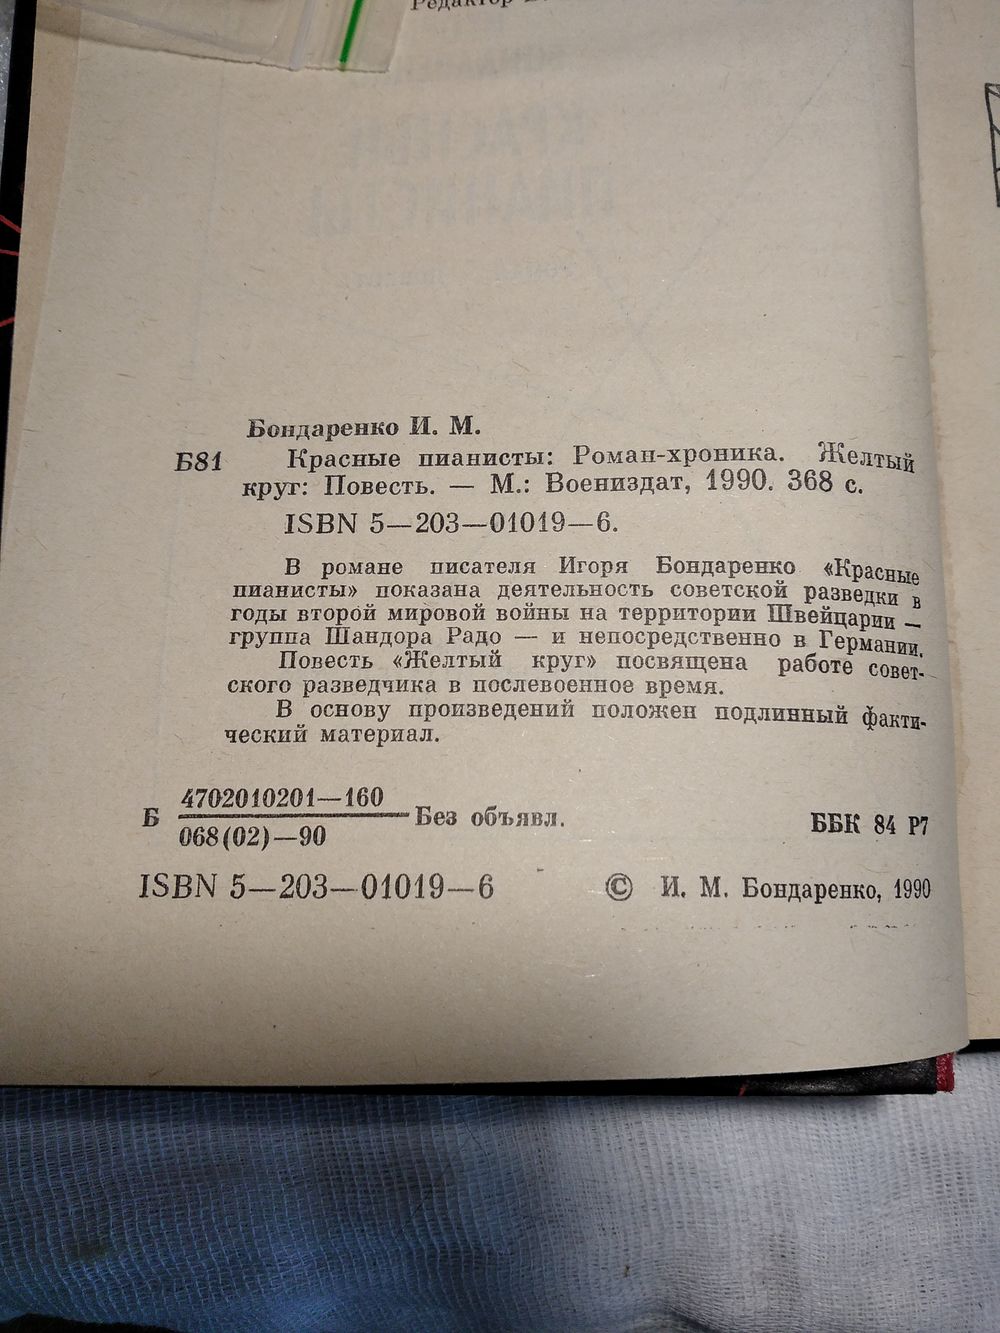 Редактор
Бондаренко И. М.
Б81 Красные пианисты: Роман-хроника. Желтый
круг: Повесть. — М.: Воениздат, 1990. 368 с.
ISBN 5—203—01019—6.
В романе писателя Игоря Бондаренко «Красные
пианисты» показана деятельность советской разведки в
годы второй мировой войны на территории Швейцарии —
группа Шандора Радо — и непосредственно в Германии.
Повесть «Желтый круг» посвящена работе совет-
ского разведчика в послевоенное время.
В основу произведений положен подлинный факти-
ческий материал.
4702010201—160
Б Без объявл.
068(02)—90
ББК 84 Р7
ISBN 5—203—01019—6
© И. М. Бондаренко, 1990